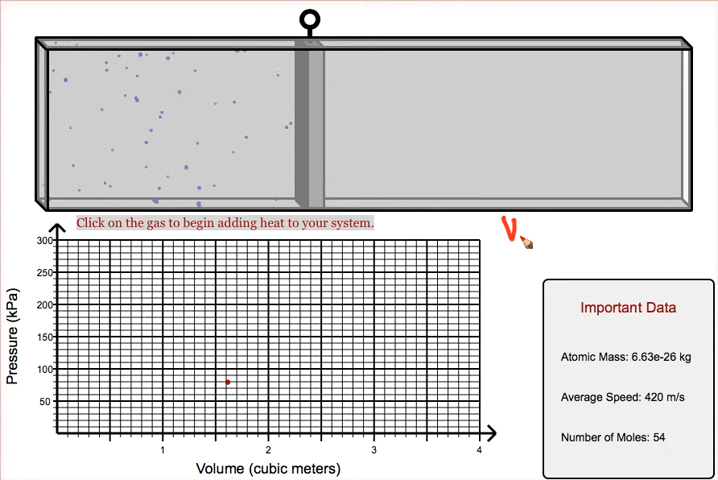 Click on the gas to begin adding heat to your system.
V
300
250
200
150
100
50
Pressure (kPa)
1
2
3
4
Volume (cubic meters)
Important Data
Atomic Mass: 6.63e-26 kg
Average Speed: 420 m/s
Number of Moles: 54